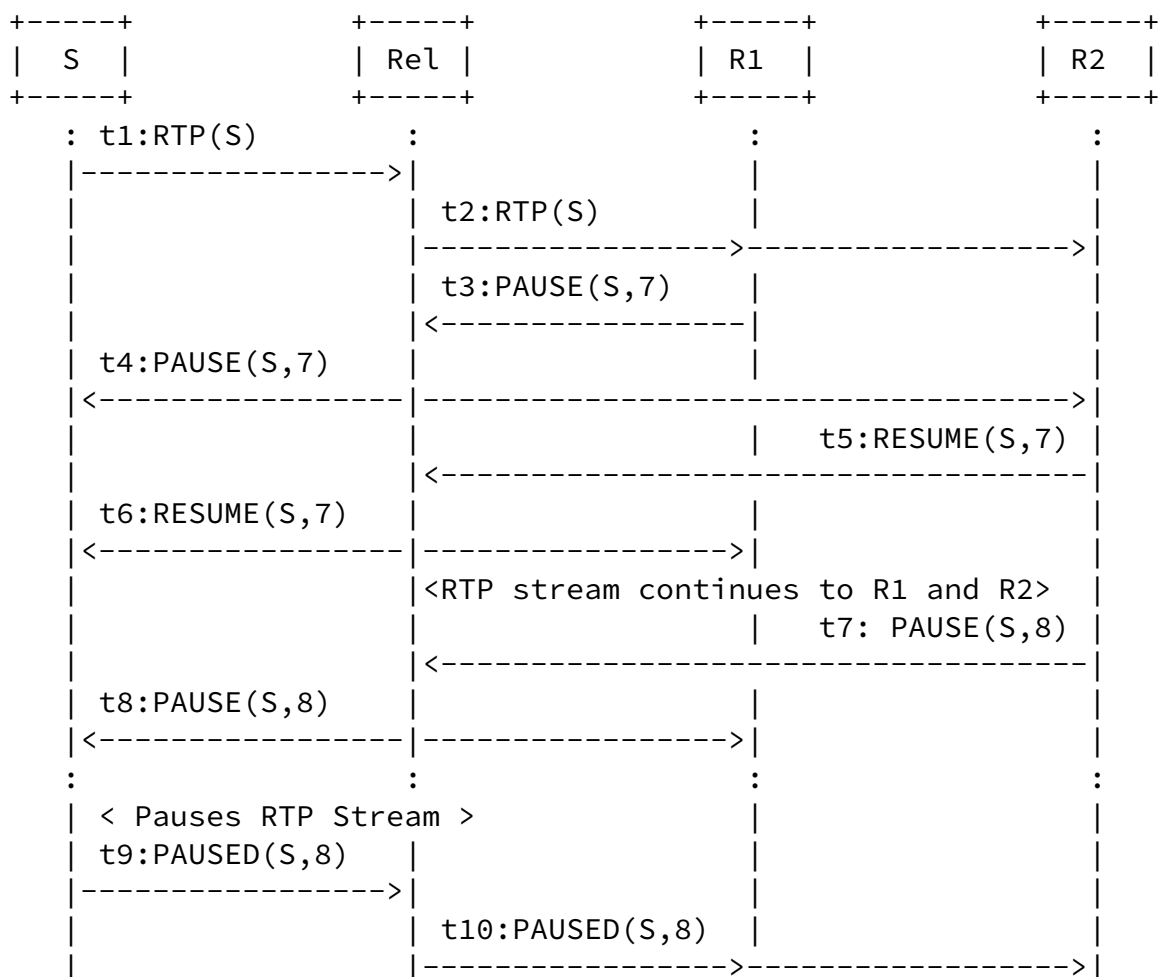 +-----+            +-----+            +-----+            +-----+
|  S  |            | Rel |            | R1  |            | R2  |
+-----+            +-----+            +-----+            +-----+
   : t1:RTP(S)        :                  :                  :
   |----------------->|                  |                  |
   |                  | t2:RTP(S)        |                  |
   |                  |----------------->------------------>|
   |                  | t3:PAUSE(S,7)    |                  |
   |                  |<-----------------|                  |
   | t4:PAUSE(S,7)    |                  |                  |
   |<-----------------|------------------------------------>|
   |                  |                  |   t5:RESUME(S,7) |
   |                  |<------------------------------------|
   | t6:RESUME(S,7)   |                  |                  |
   |<-----------------|----------------->|                  |
   |                  |<RTP stream continues to R1 and R2>  |
   |                  |                  |   t7: PAUSE(S,8) |
   |                  |<------------------------------------|
   | t8:PAUSE(S,8)    |                  |                  |
   |<-----------------|----------------->|                  |
   :                  :                  :                  :
   | < Pauses RTP Stream >               |                  |
   | t9:PAUSED(S,8)   |                  |                  |
   |----------------->|                  |                  |
   |                  | t10:PAUSED(S,8)  |                  |
   |                  |----------------->------------------>|